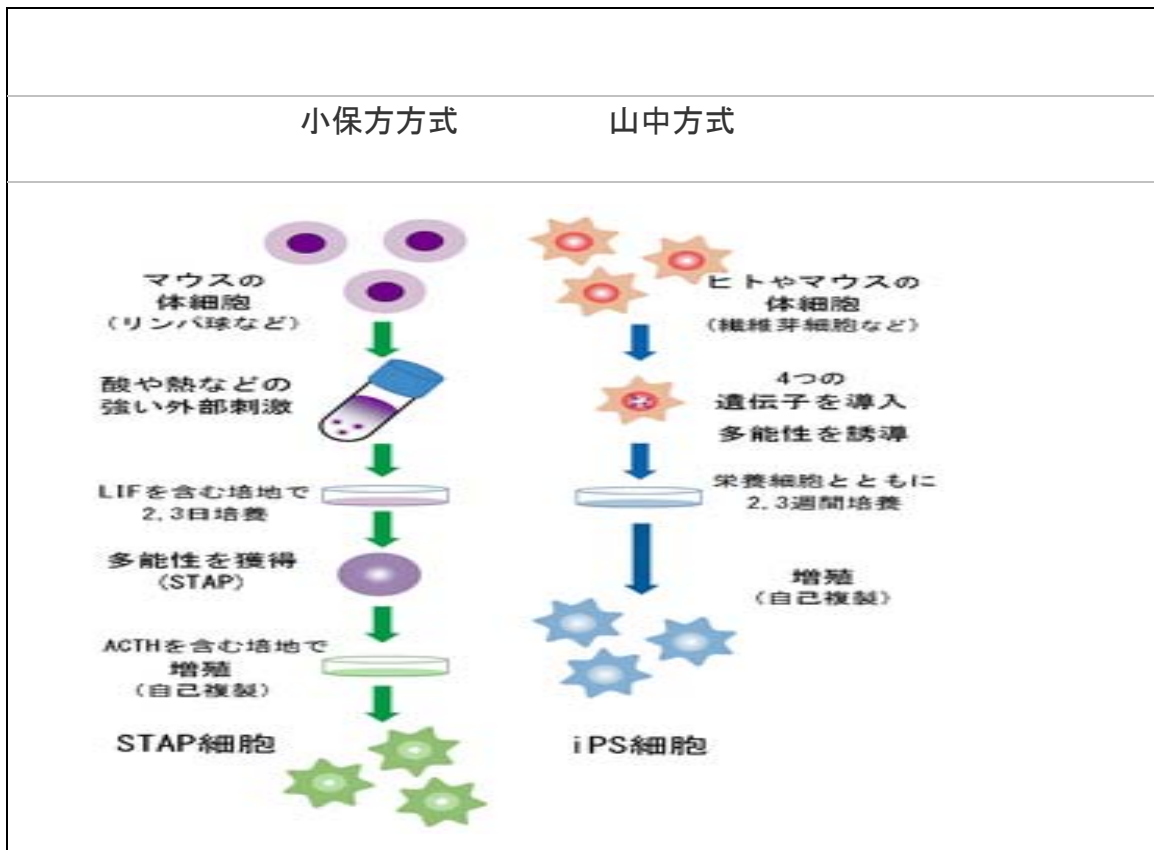 小保方方式
山中方式
マウスの
体細胞
(リンパ球など)
酸や熱などの
強い外部刺激
LIFを含む培地で
2,3日培養
多能性を獲得
(STAP)
ACTHを含む培地で
増殖
(自己複製)
STAP細胞
ヒトやマウスの
体細胞
(繊維芽細胞など)
4つの
遺伝子を導入
多能性を誘導
栄養細胞とともに
2,3週間培養
増殖
(自己複製)
iPS細胞